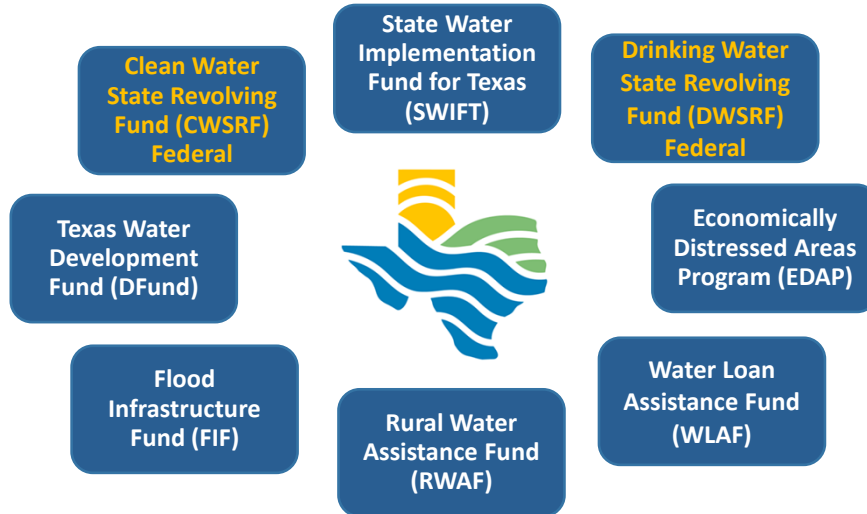 State Water
Implementation
Fund for Texas
(SWIFT)
Clean Water
State Revolving
Fund (CWSRF)
Federal
Drinking Water
State Revolving
Fund (DWSRF)
Federal
Texas Water
Development
Fund (DFund)
Economically
Distressed Areas
Program (EDAP)
Flood
Infrastructure
Fund (FIF)
Rural Water
Assistance Fund
(RWAF)
Water Loan
Assistance Fund
(WLAF)